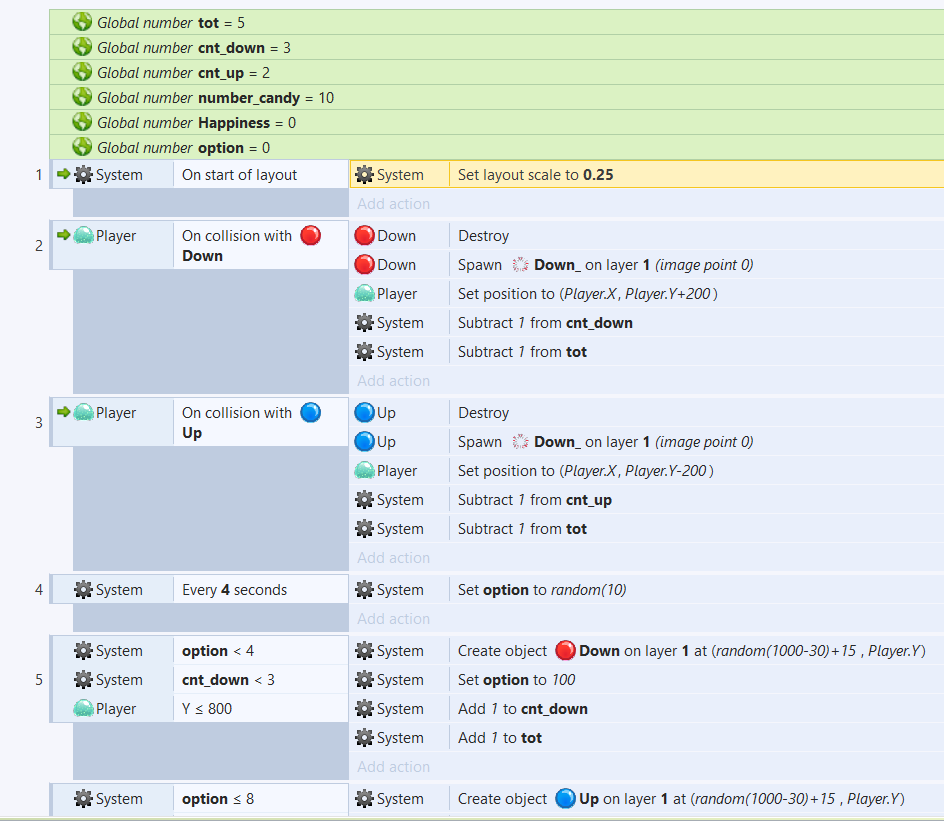 Global number tot = 5
Global number cnt_down = 3
Global number cnt_up = 2
Global number number_candy = 10
Global number Happiness = 0
Global number option = 0
1 System On start of layout System Set layout scale to 0.25
Add action
2 Player On collision with Down Down Destroy
Down Spawn Down_ on layer 1 (image point 0)
Player Set position to (Player.X, Player.Y+200)
System Subtract 1 from cnt_down
System Subtract 1 from tot
Add action
3 Player On collision with Up Up Destroy
Up Spawn Down_ on layer 1 (image point 0)
Player Set position to (Player.X, Player.Y-200)
System Subtract 1 from cnt_up
System Subtract 1 from tot
Add action
4 System Every 4 seconds System Set option to random(10)
Add action
5 System option < 4 System Create object Down on layer 1 at (random(1000-30)+15 , Player.Y)
System cnt_down < 3 System Set option to 100
Player Y ≤ 800 System Add 1 to cnt_down
System Add 1 to tot
Add action
System option ≤ 8 System Create object Up on layer 1 at (random(1000-30)+15 , Player.Y)